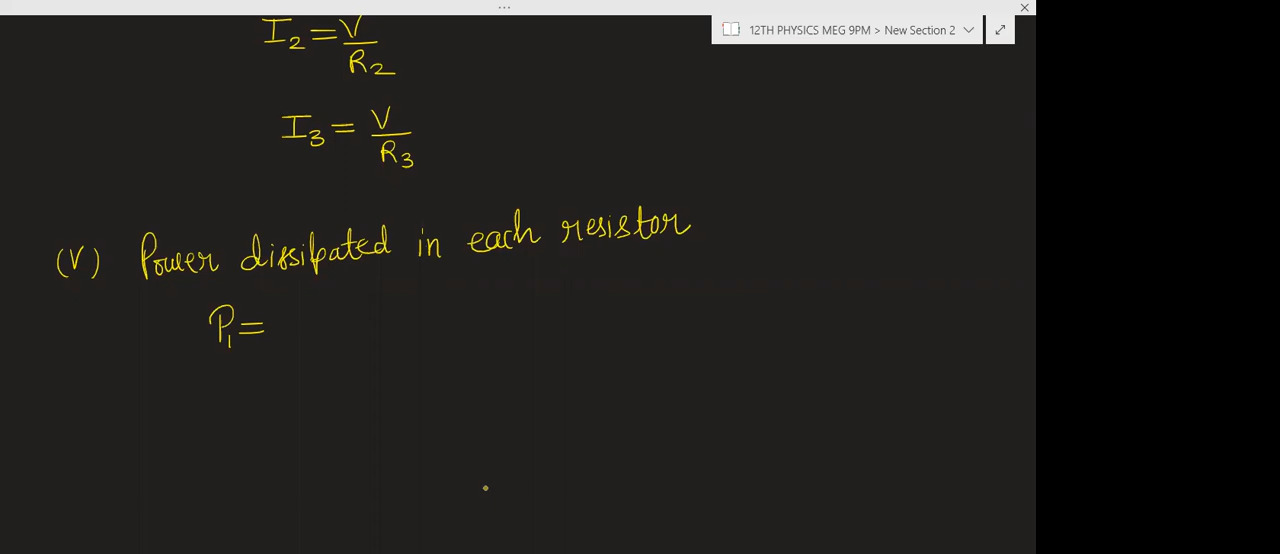 12TH PHYSICS MEG 9PM > New Section 2
I₂ = V/R₂
I₃ = V/R₃
(V) Power dissipated in each resistor
P₁ =